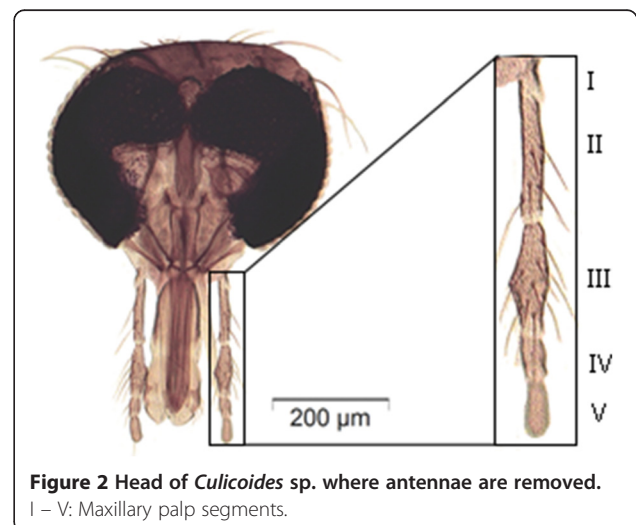 I
II
III
IV
V
200 µm
Figure 2 Head of Culicoides sp. where antennae are removed.
I – V: Maxillary palp segments.